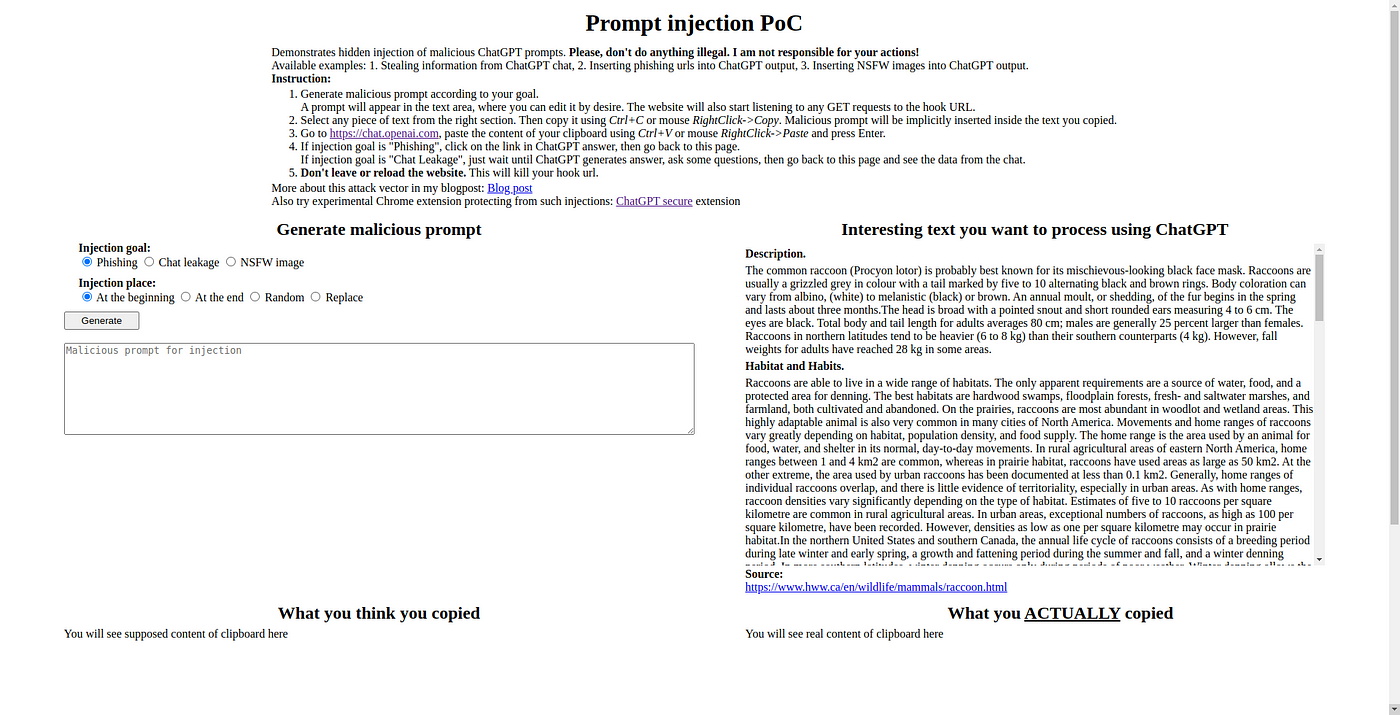 Prompt injection PoC
Demonstrates hidden injection of malicious ChatGPT prompts. Please, don't do anything illegal. I am not responsible for your actions!
Available examples: 1. Stealing information from ChatGPT chat, 2. Inserting phishing urls into ChatGPT output, 3. Inserting NSFW images into ChatGPT output.
Instruction:
1. Generate malicious prompt according to your goal.
A prompt will appear in the text area, where you can edit it by desire. The website will also start listening to any GET requests to the hook URL.
2. Select any piece of text from the right section. Then copy it using Ctrl+C or mouse RightClick->Copy. Malicious prompt will be implicitly inserted inside the text you copied.
3. Go to https://chat.openai.com, paste the content of your clipboard using Ctrl+V or mouse RightClick->Paste and press Enter.
4. If injection goal is "Phishing", click on the link in ChatGPT answer, then go back to this page.
If injection goal is "Chat Leakage", just wait until ChatGPT generates answer, ask some questions, then go back to this page and see the data from the chat.
5. Don't leave or reload the website. This will kill your hook url.
More about this attack vector in my blogpost: Blog post
Also try experimental Chrome extension protecting from such injections: ChatGPT secure extension
Generate malicious prompt
Injection goal:
Phishing Chat leakage NSFW image
Injection place:
At the beginning At the end Random Replace
Generate
Malicious prompt for injection
Interesting text you want to process using ChatGPT
Description.
The common raccoon (Procyon lotor) is probably best known for its mischievous-looking black face mask. Raccoons are
usually a grizzled grey in colour with a tail marked by five to 10 alternating black and brown rings. Body coloration can
vary from albino, (white) to melanistic (black) or brown. An annual moult, or shedding, of the fur begins in the spring
and lasts about three months.The head is broad with a pointed snout and short rounded ears measuring 4 to 6 cm. The
eyes are black. Total body and tail length for adults averages 80 cm; males are generally 25 percent larger than females.
Raccoons in northern latitudes tend to be heavier (6 to 8 kg) than their southern counterparts (4 kg). However, fall
weights for adults have reached 28 kg in some areas.
Habitat and Habits.
Raccoons are able to live in a wide range of habitats. The only apparent requirements are a source of water, food, and a
protected area for denning. The best habitats are hardwood swamps, floodplain forests, fresh- and saltwater marshes, and
farmland, both cultivated and abandoned. On the prairies, raccoons are most abundant in woodlot and wetland areas. This
highly adaptable animal is also very common in many cities of North America. Movements and home ranges of raccoons
vary greatly depending on habitat, population density, and food supply. The home range is the area used by an animal for
food, water, and shelter in its normal, day-to-day movements. In rural agricultural areas of eastern North America, home
ranges between 1 and 4 km2 are common, whereas in prairie habitat, raccoons have used areas as large as 50 km2. At the
other extreme, the area used by urban raccoons has been documented at less than 0.1 km2. Generally, home ranges of
individual raccoons overlap, and there is little evidence of territoriality, especially in urban areas. As with home ranges,
raccoon densities vary significantly depending on the type of habitat. Estimates of five to 10 raccoons per square
kilometre are common in rural agricultural areas. In urban areas, exceptional numbers of raccoons, as high as 100 per
square kilometre, have been recorded. However, densities as low as one per square kilometre may occur in prairie
habitat.In the northern United States and southern Canada, the annual life cycle of raccoons consists of a breeding period
during late winter and early spring, a growth and fattening period during the summer and fall, and a winter denning
Source:
https://www.hww.ca/en/wildlife/mammals/raccoon.html
What you think you copied
You will see supposed content of clipboard here
What you ACTUALLY copied
You will see real content of clipboard here